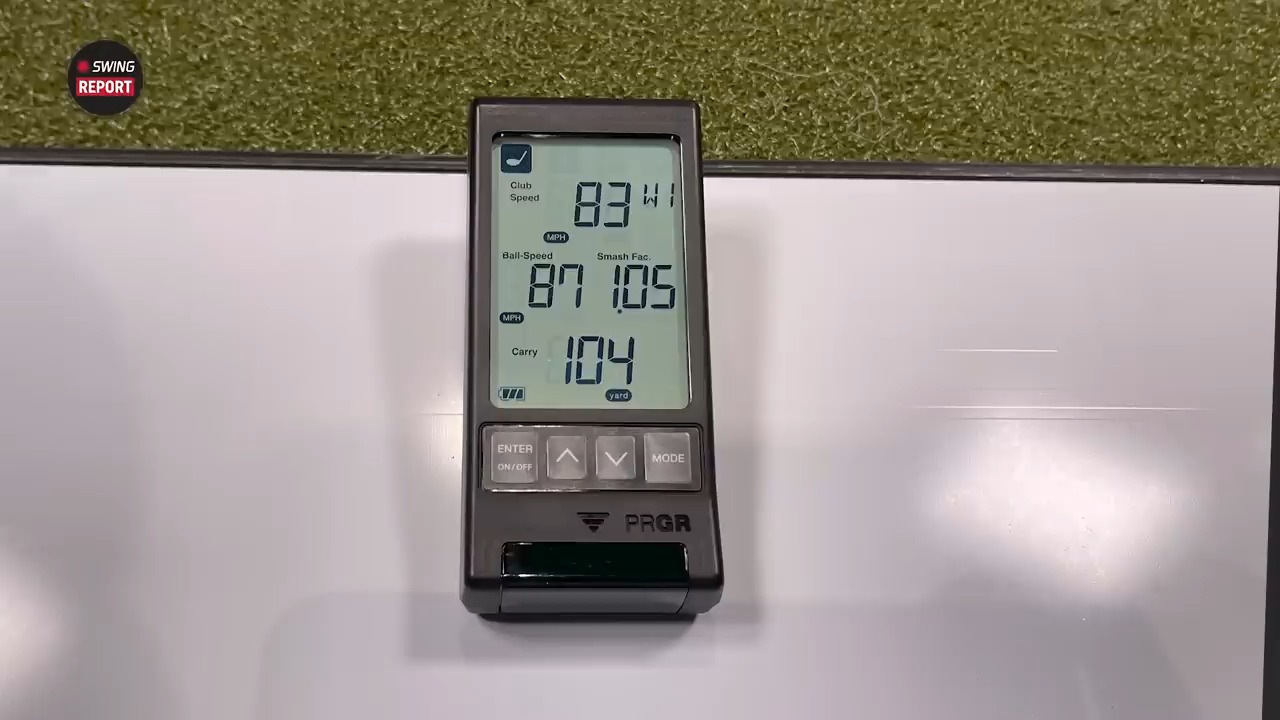 SWING
REPORT
Club
Speed
83 W1
MPH
Ball-Speed Smash Fac.
87 1.05
MPH
Carry
104
yard
ENTER
ON/OFF
MODE
PRGR